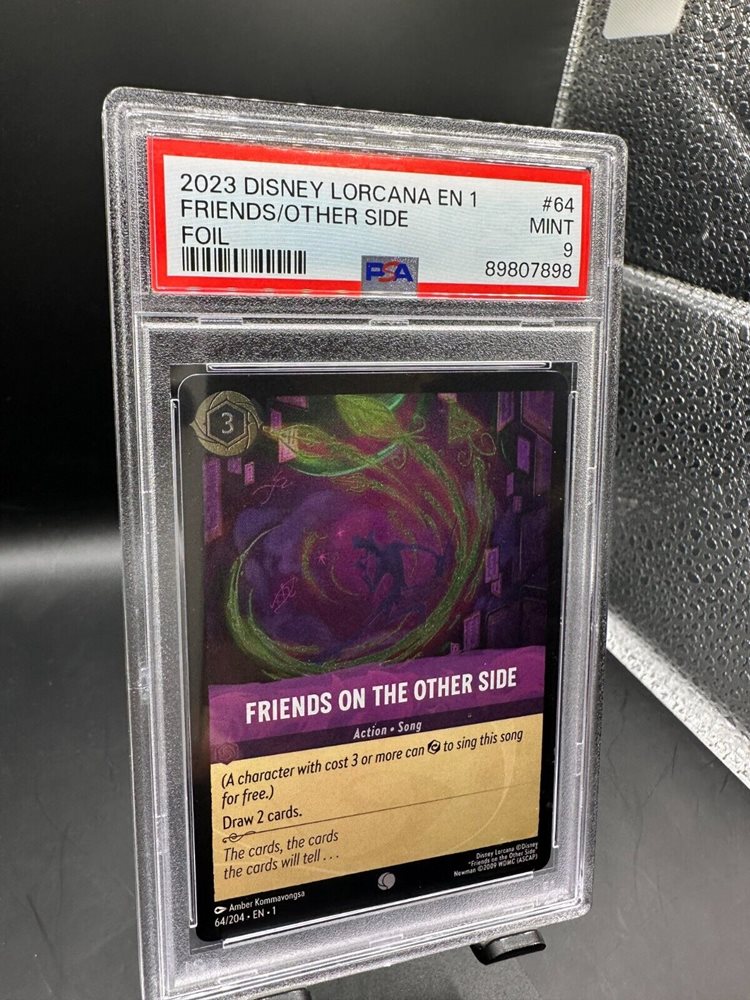 2023 DISNEY LORCANA EN 1
#64
FRIENDS/OTHER SIDE
MINT
FOIL
9
PSA
89807898
3
FRIENDS ON THE OTHER SIDE
Action • Song
(A character with cost 3 or more can to sing this song
for free.)
Draw 2 cards.
The cards, the cards
the cards will tell . . .
Disney Lorcana ©Disney
"Friends on the Other Side"
Newman ©2009 WDMC (ASCAP)
Amber Kommavongsa
64/204 • EN • 1